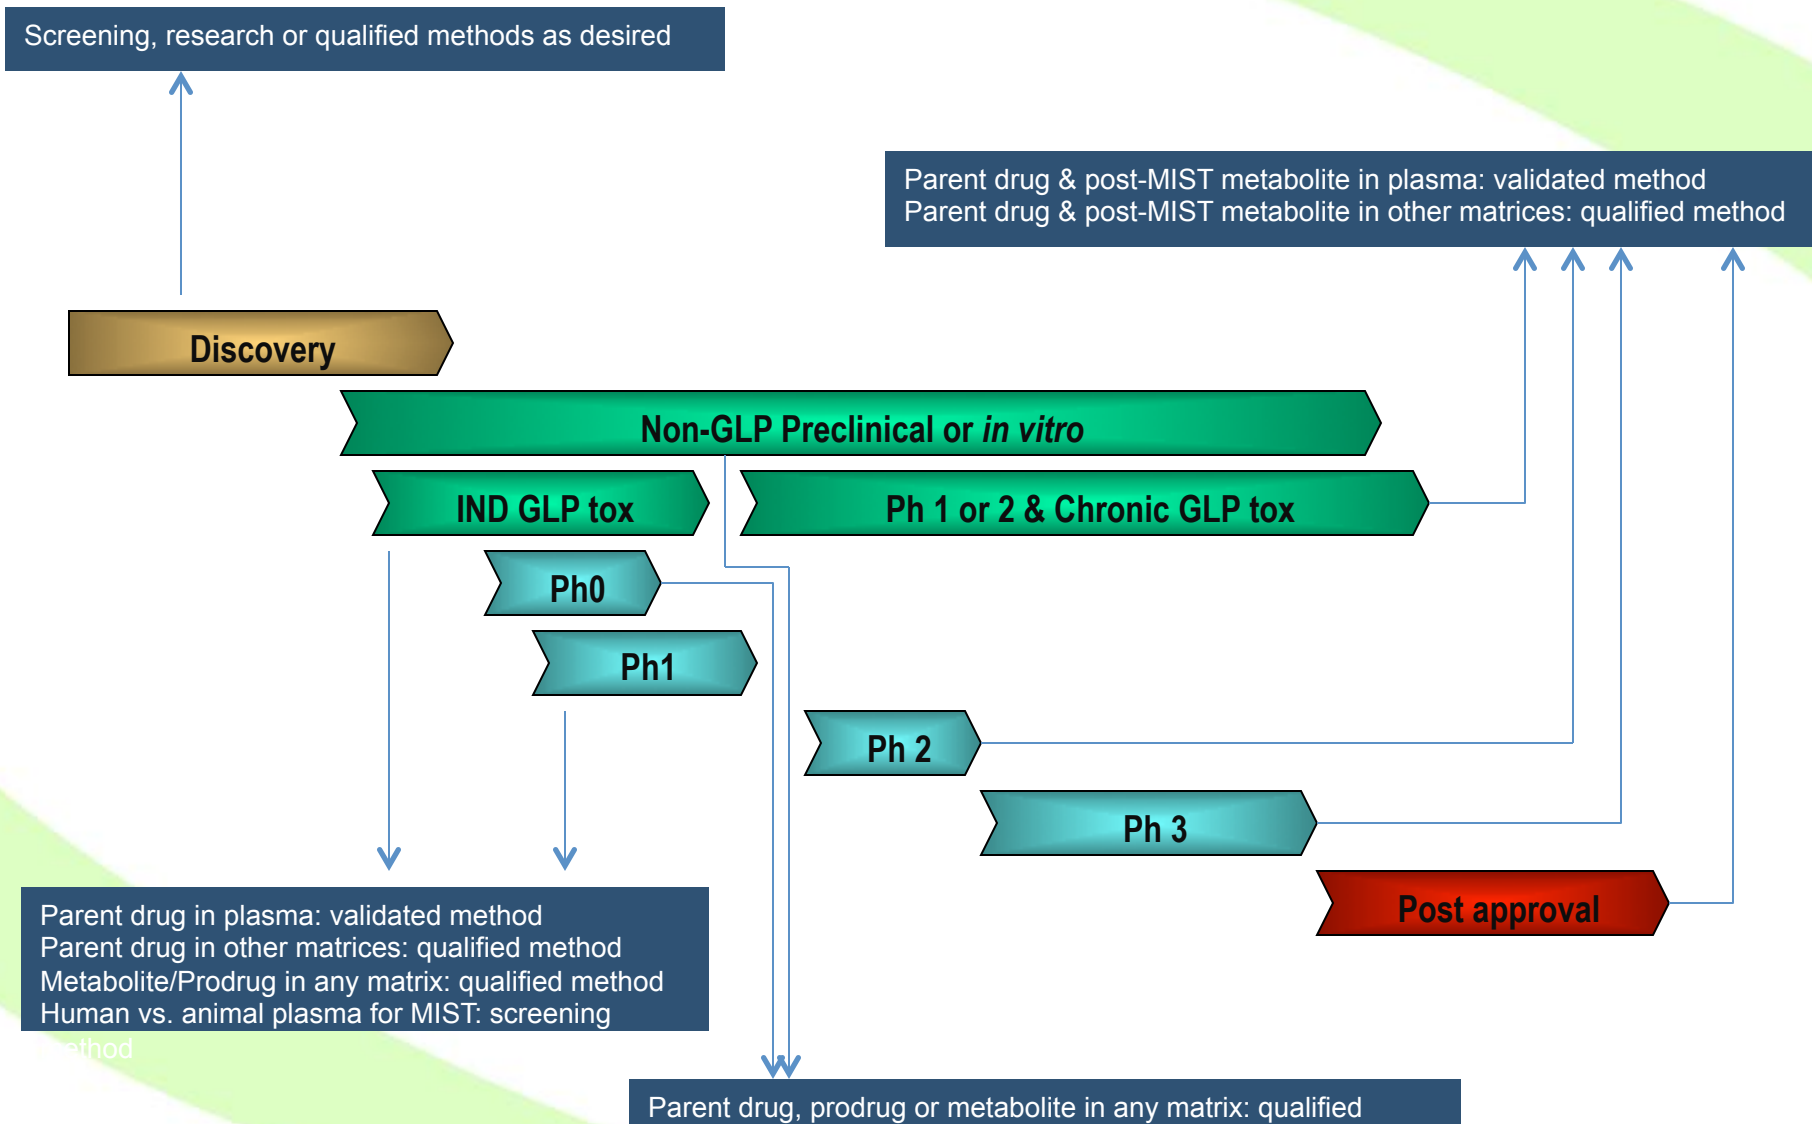 Screening, research or qualified methods as desired
Parent drug & post-MIST metabolite in plasma: validated method
Parent drug & post-MIST metabolite in other matrices: qualified method
Discovery
Non-GLP Preclinical or in vitro
IND GLP tox
Ph 1 or 2 & Chronic GLP tox
Ph0
Ph1
Ph 2
Ph 3
Post approval
Parent drug in plasma: validated method
Parent drug in other matrices: qualified method
Metabolite/Prodrug in any matrix: qualified method
Human vs. animal plasma for MIST: screening
method
Parent drug, prodrug or metabolite in any matrix: qualified